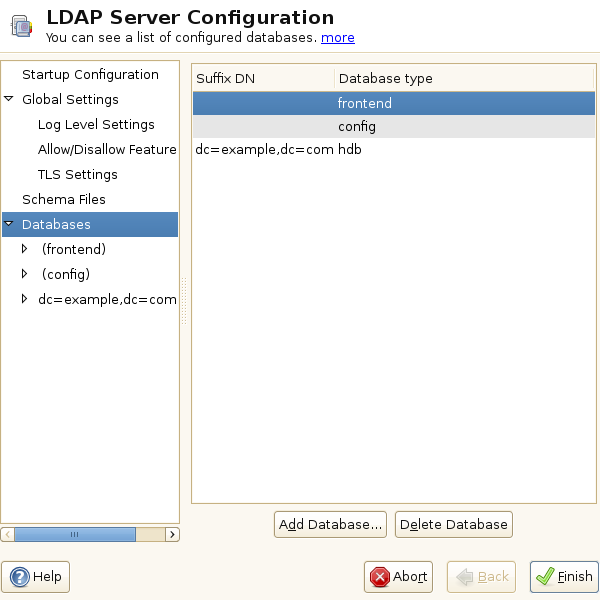 LDAP Server Configuration
You can see a list of configured databases. more
Startup Configuration
Global Settings
Log Level Settings
Allow/Disallow Feature
TLS Settings
Schema Files
Databases
(frontend)
(config)
dc=example,dc=com
Suffix DN Database type
frontend
config
dc=example,dc=com hdb
Add Database... Delete Database
Help Abort Back Finish